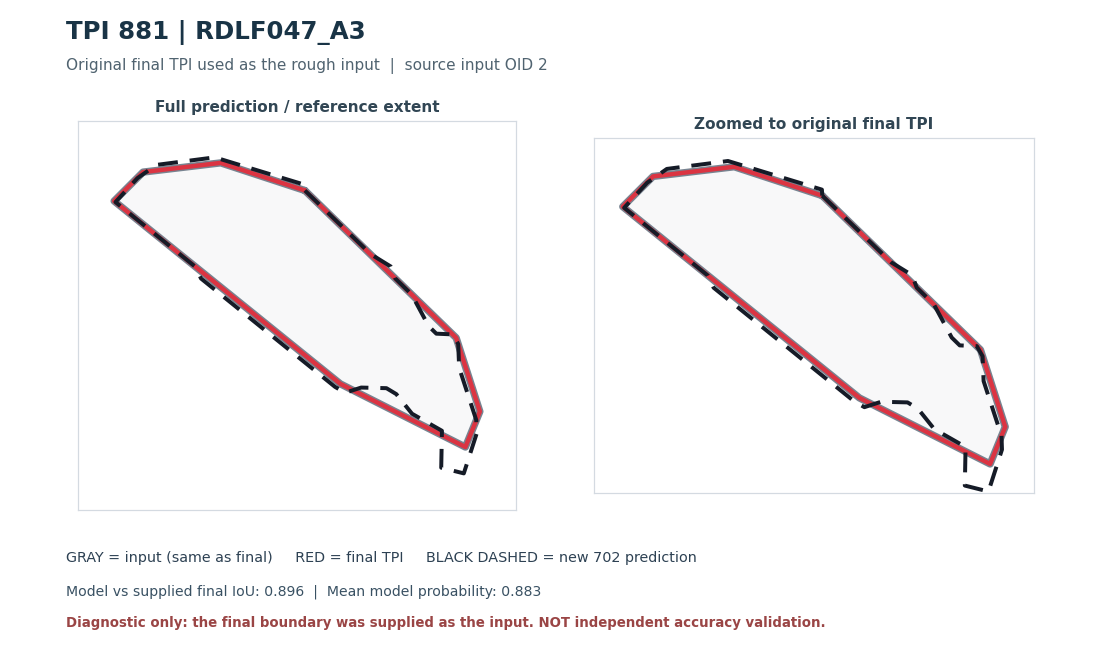 TPI 881 | RDLF047_A3
Original final TPI used as the rough input | source input OID 2
Full prediction / reference extent
Zoomed to original final TPI
GRAY = input (same as final) RED = final TPI BLACK DASHED = new 702 prediction
Model vs supplied final IoU: 0.896 | Mean model probability: 0.883
Diagnostic only: the final boundary was supplied as the input. NOT independent accuracy validation.